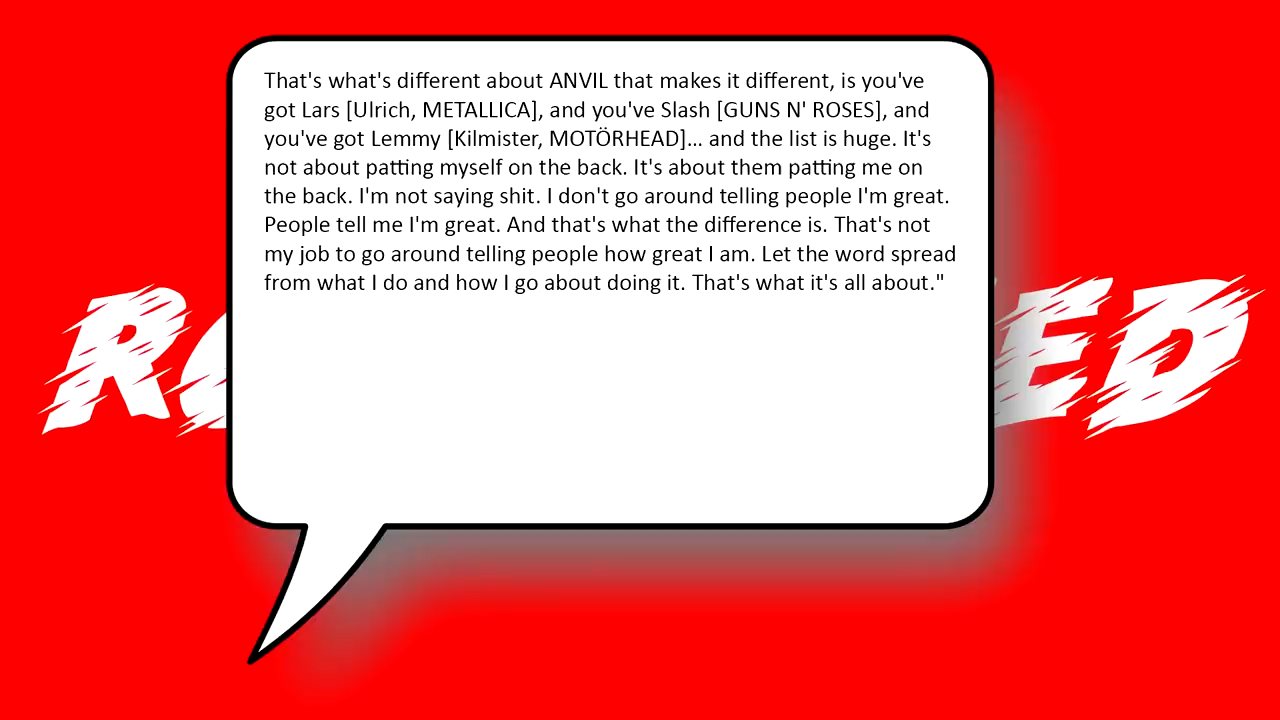 That's what's different about ANVIL that makes it different, is you've
got Lars [Ulrich, METALLICA], and you've Slash [GUNS N' ROSES], and
you've got Lemmy [Kilmister, MOTÖRHEAD]... and the list is huge. It's
not about patting myself on the back. It's about them patting me on
the back. I'm not saying shit. I don't go around telling people I'm great.
People tell me I'm great. And that's what the difference is. That's not
my job to go around telling people how great I am. Let the word spread
from what I do and how I go about doing it. That's what it's all about."